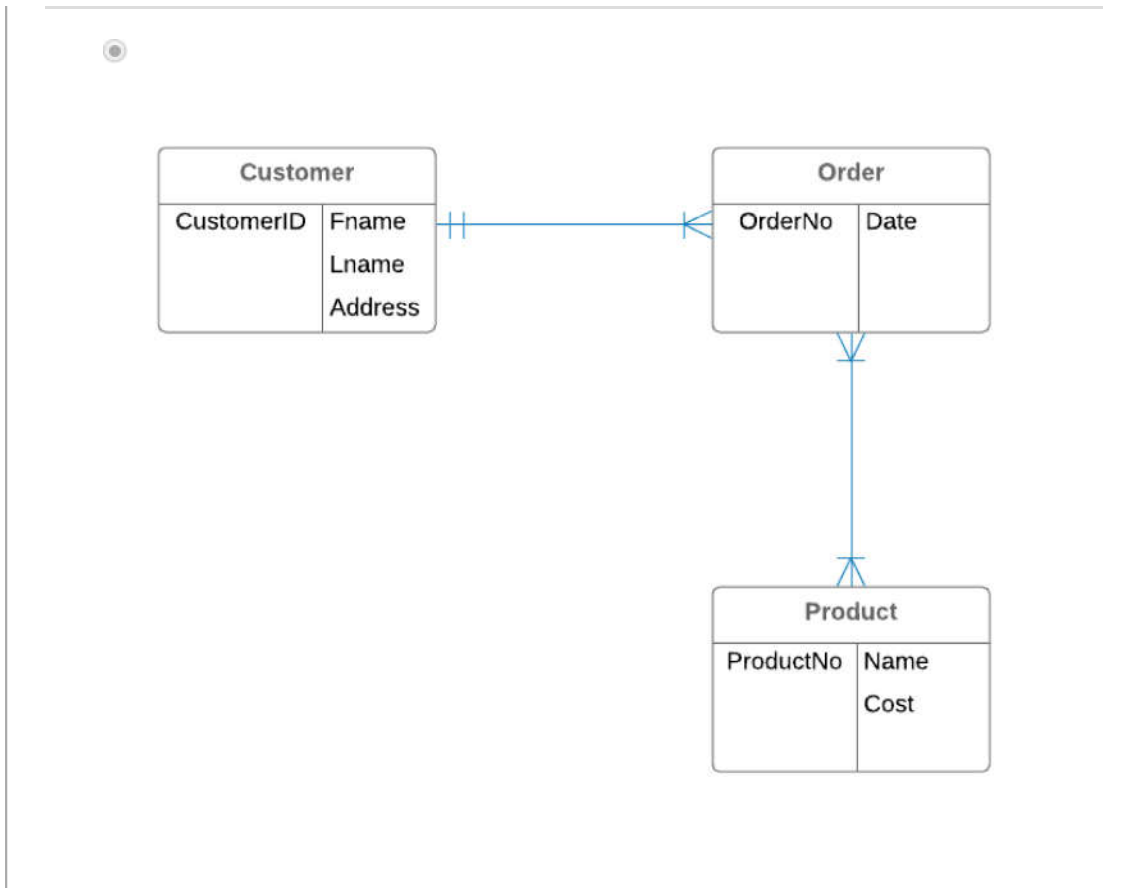 Customer
CustomerID Fname
Lname
Address
Order
OrderNo Date
Product
ProductNo Name
Cost